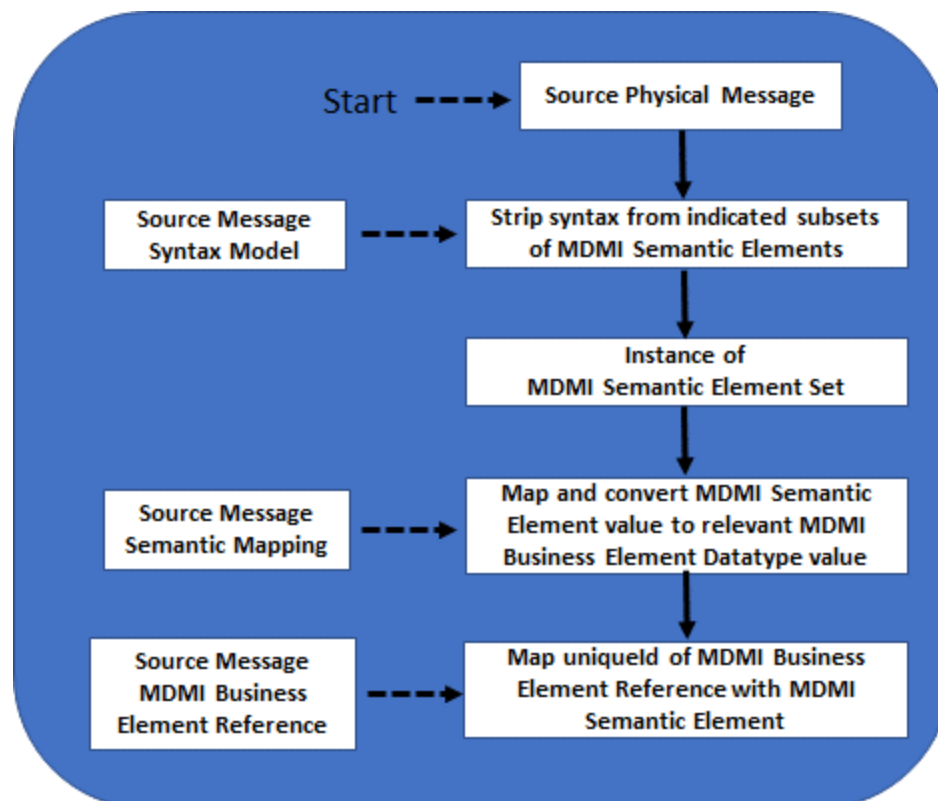 Start
Source Physical Message
Source Message
Syntax Model
Strip syntax from indicated subsets
of MDMI Semantic Elements
Instance of
MDMI Semantic Element Set
Source Message
Semantic Mapping
Map and convert MDMI Semantic
Element value to relevant MDMI
Business Element Datatype value
Source Message
MDMI Business
Element Reference
Map uniqueId of MDMI Business
Element Reference with MDMI
Semantic Element